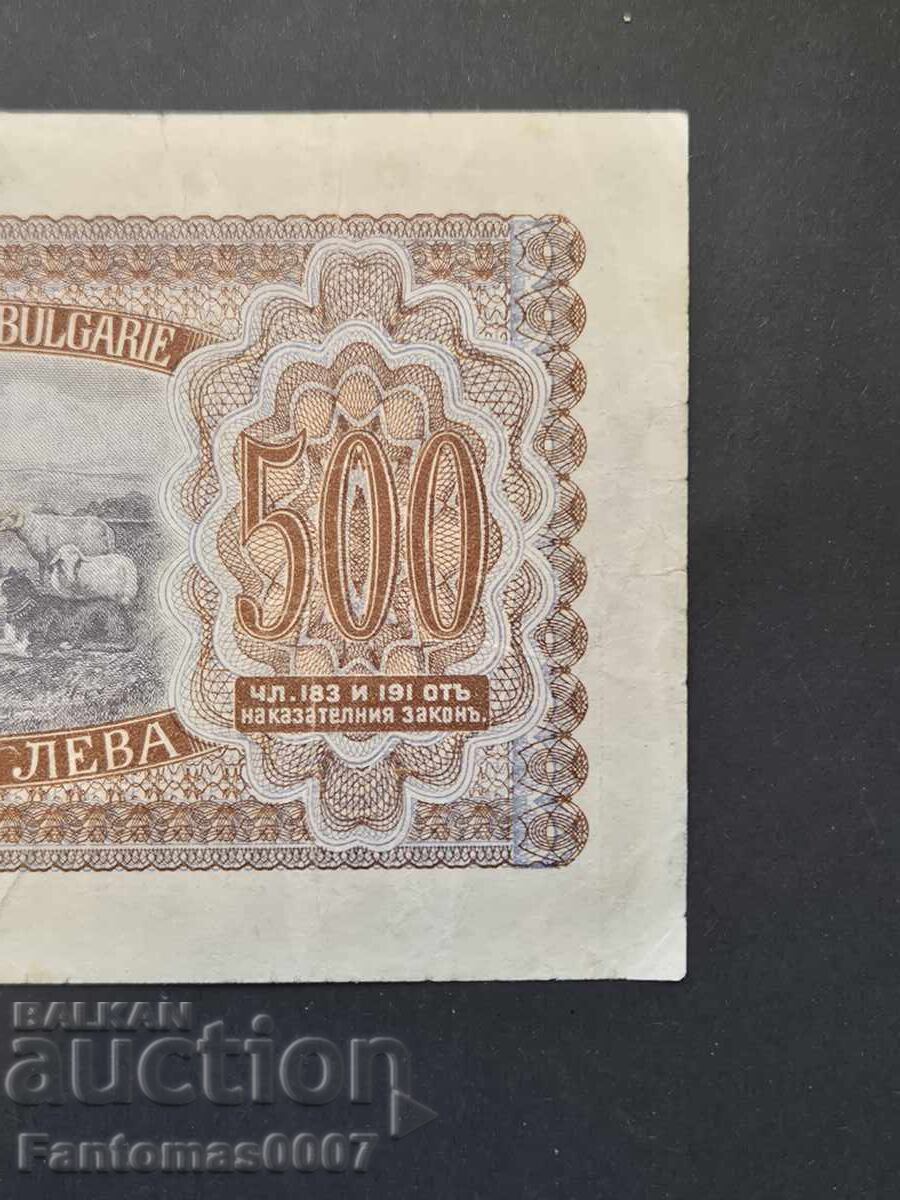 BULGARIE
500
ЧЛ. 183 И 191 ОТЪ
НАКАЗАТЕЛНИЯ ЗАКОНЪ.
ЛЕВА
BALKAN
auction
Fantomas0007